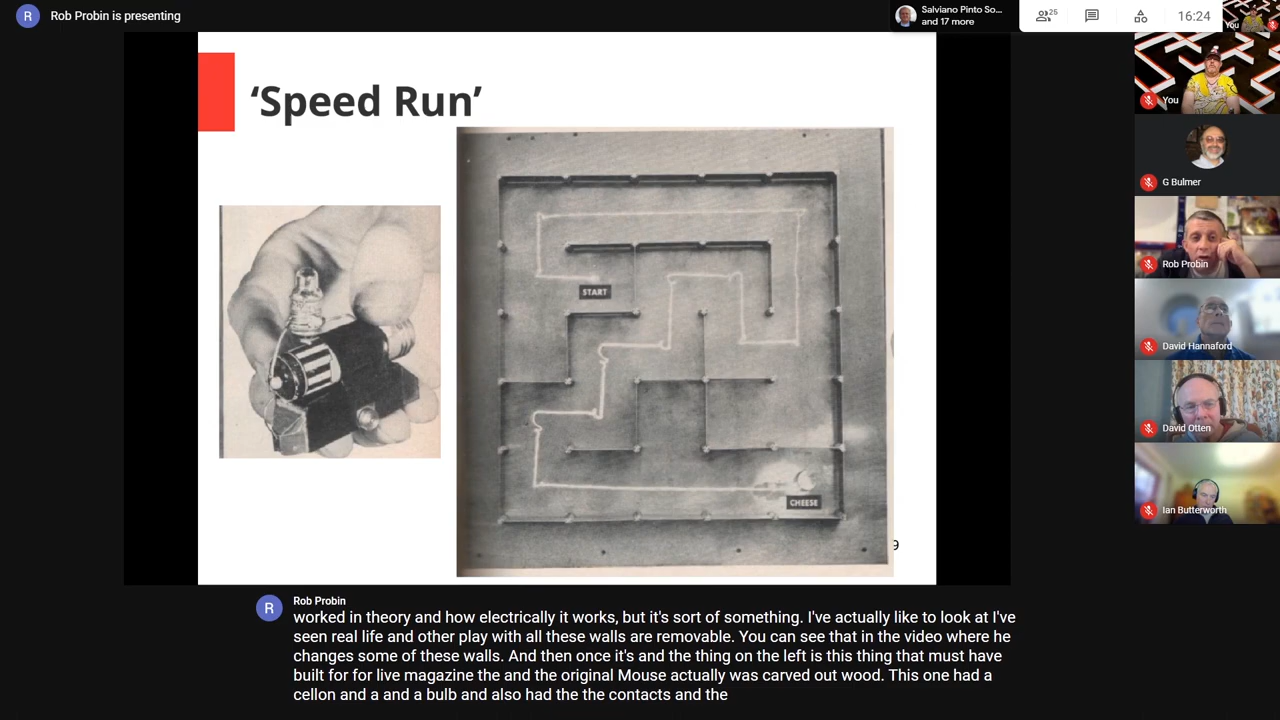 R
Rob Probin is presenting
Salviano Pinto So...
and 17 more
25
16:24
You
‘Speed Run’
START
CHEESE
9
You
G Bulmer
Rob Probin
David Hannaford
David Otten
Ian Butterworth
R
Rob Probin
worked in theory and how electrically it works, but it's sort of something. I've actually like to look at I've
seen real life and other play with all these walls are removable. You can see that in the video where he
changes some of these walls. And then once it's and the thing on the left is this thing that must have
built for for live magazine the and the original Mouse actually was carved out wood. This one had a
cellon and a and a bulb and also had the the contacts and the